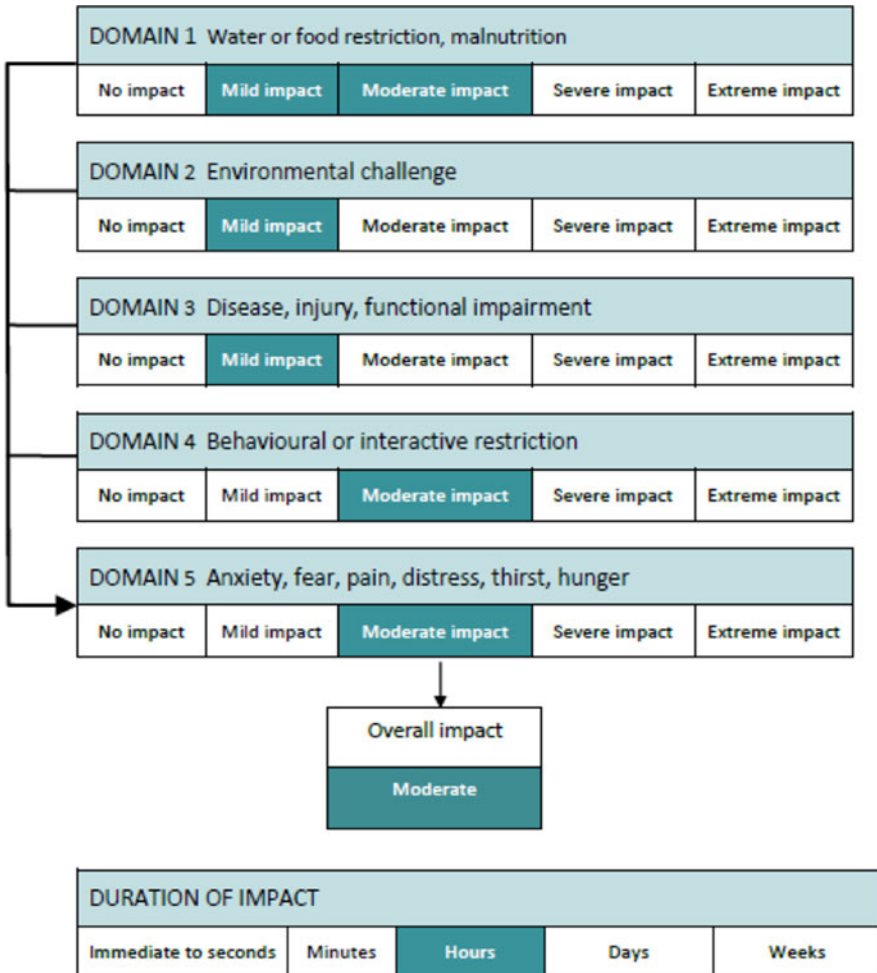 DOMAIN 1 Water or food restriction, malnutrition
No impact Mild impact Moderate impact Severe impact Extreme impact
DOMAIN 2 Environmental challenge
No impact Mild impact Moderate impact Severe impact Extreme impact
DOMAIN 3 Disease, injury, functional impairment
No impact Mild impact Moderate impact Severe impact Extreme impact
DOMAIN 4 Behavioural or interactive restriction
No impact Mild impact Moderate impact Severe impact Extreme impact
DOMAIN 5 Anxiety, fear, pain, distress, thirst, hunger
No impact Mild impact Moderate impact Severe impact Extreme impact
Overall impact
Moderate
DURATION OF IMPACT
Immediate to seconds Minutes Hours Days Weeks